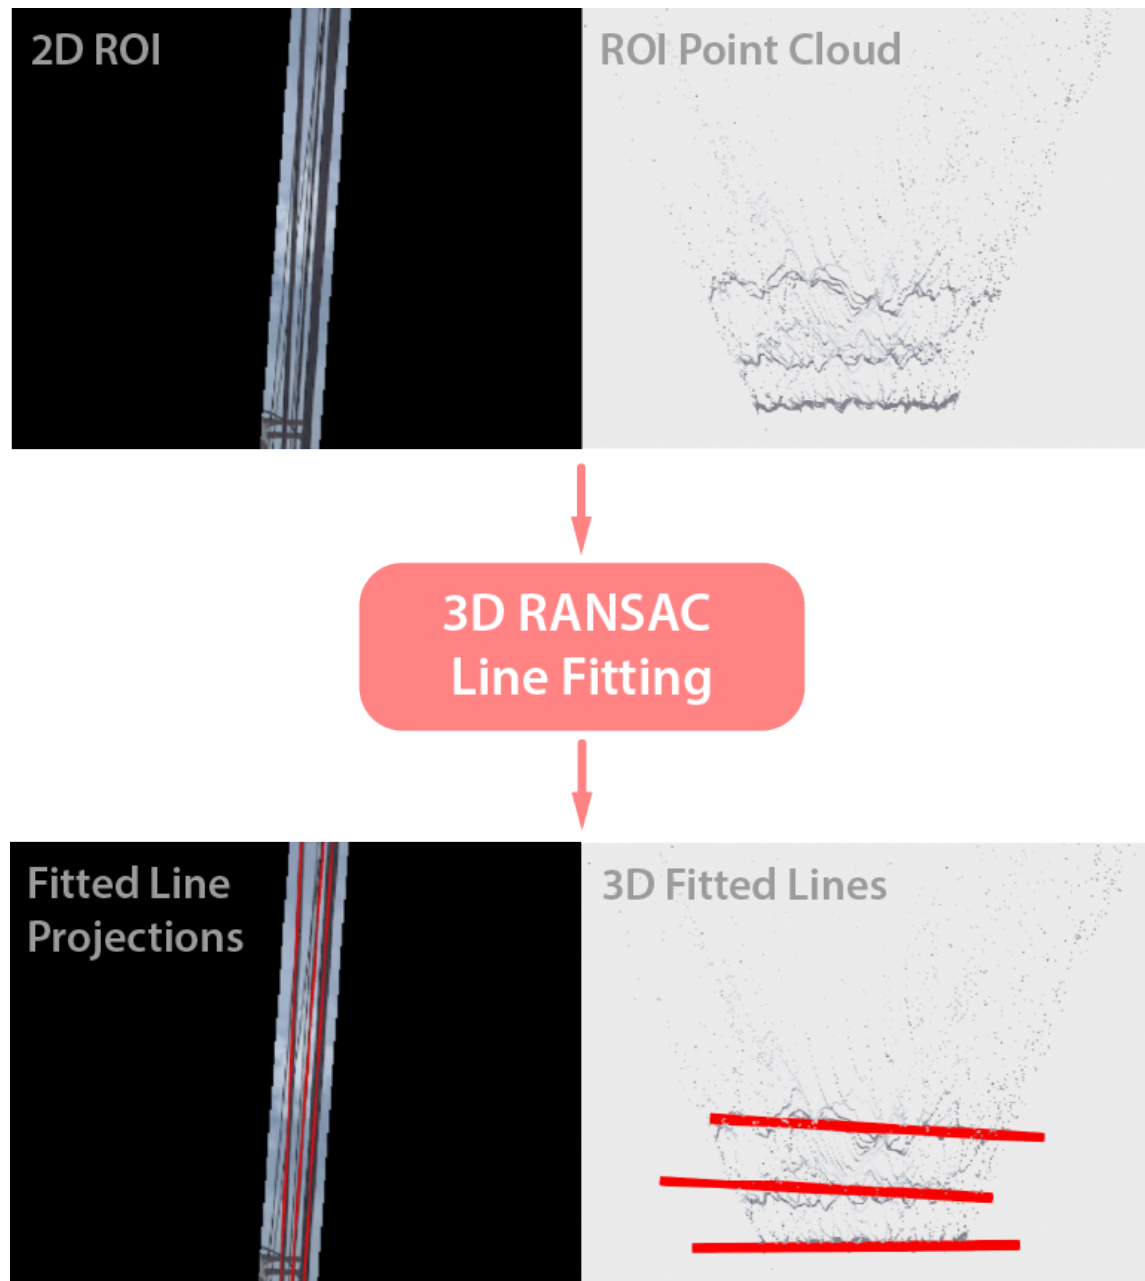 2D ROI
ROI Point Cloud
3D RANSAC
Line Fitting
Fitted Line
Projections
3D Fitted Lines